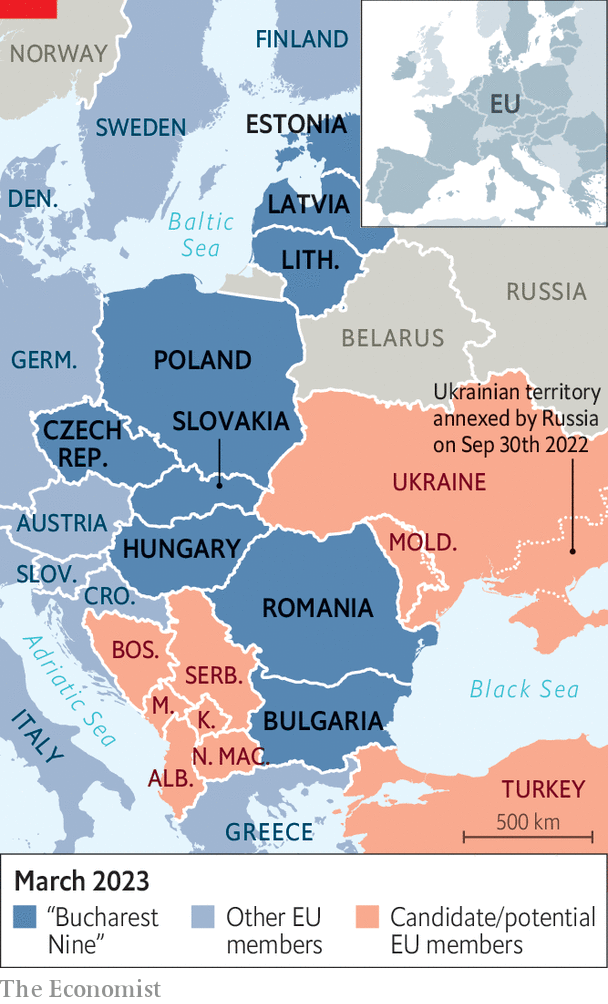 NORWAY
FINLAND
SWEDEN
ESTONIA
EU
DEN.
LATVIA
Baltic
Sea
LITH.
RUSSIA
BELARUS
GERM.
POLAND
Ukrainian territory
annexed by Russia
on Sep 30th 2022
SLOVAKIA
CZECH
REP.
UKRAINE
AUSTRIA
HUNGARY
MOLD.
SLOV.
CRO.
ROMANIA
BOS.
SERB.
Adriatic Sea
M.
K.
Black Sea
BULGARIA
ITALY
N. MAC.
ALB.
TURKEY
GREECE
500 km
March 2023
“Bucharest
Nine”
Other EU
members
Candidate/potential
EU members
The Economist